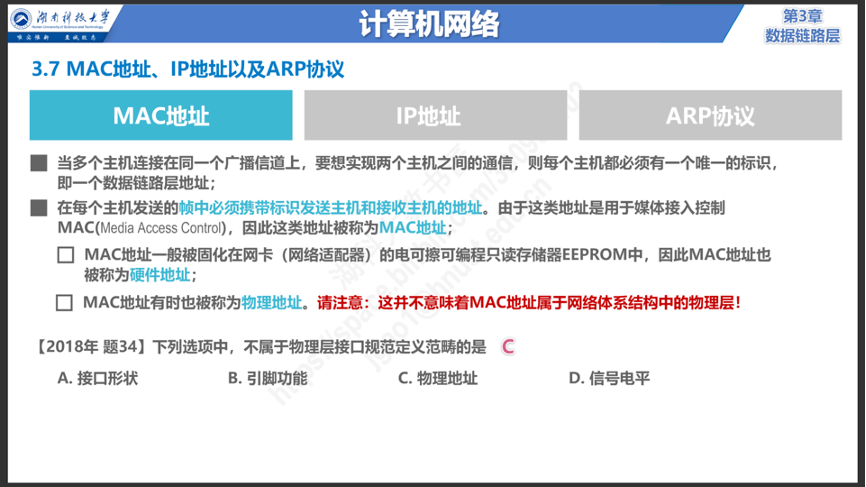 湖南科技大学
Hunan University of Science and Technology
唯实惟新 至诚致志
计算机网络
第3章
数据链路层
3.7 MAC地址、IP地址以及ARP协议
MAC地址
IP地址
ARP协议
当多个主机连接在同一个广播信道上，要想实现两个主机之间的通信，则每个主机都必须有一个唯一的标识，
即一个数据链路层地址；
在每个主机发送的帧中必须携带标识发送主机和接收主机的地址。由于这类地址是用于媒体接入控制
MAC(Media Access Control)，因此这类地址被称为MAC地址；
MAC地址一般被固化在网卡（网络适配器）的电可擦可编程只读存储器EEPROM中，因此MAC地址也
被称为硬件地址；
MAC地址有时也被称为物理地址。请注意：这并不意味着MAC地址属于网络体系结构中的物理层！
【2018年 题34】下列选项中，不属于物理层接口规范定义范畴的是 C
A. 接口形状
B. 引脚功能
C. 物理地址
D. 信号电平